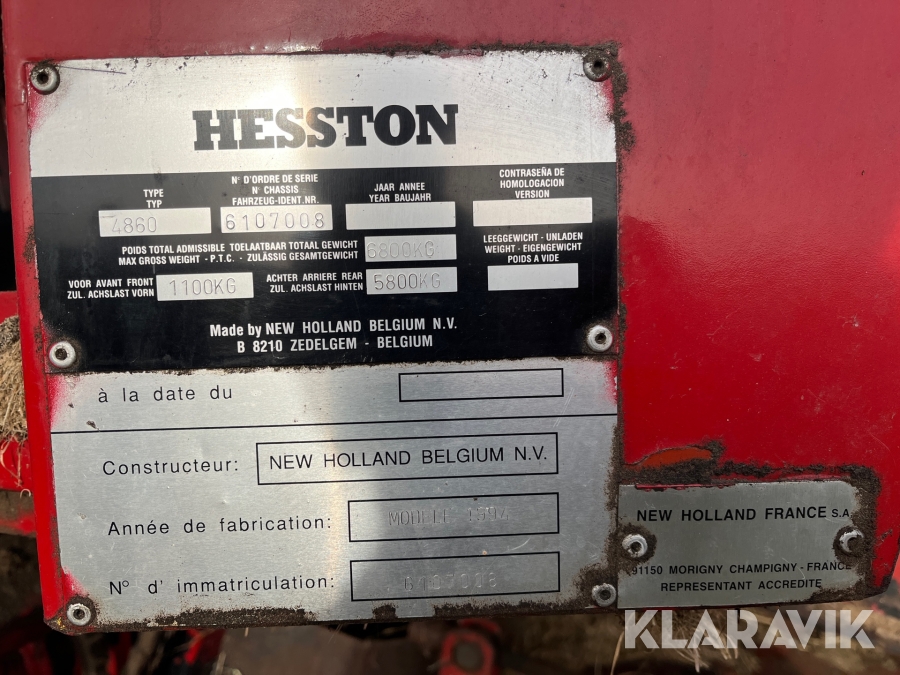 HESSTON
TYPE
TYP
4860
N° D'ORDRE DE SERIE
N° CHASSIS
FAHRZEUG-IDENT.NR.
6107008
JAAR ANNEE
YEAR BAUJAHR
CONTRASEÑA DE
HOMOLOGACION
VERSION
POIDS TOTAL ADMISSIBLE TOELAATBAAR TOTAAL GEWICHT
MAX GROSS WEIGHT - P.T.C. - ZULÄSSIG GESAMTGEWICHT
6800KG
LEEGGEWICHT - UNLADEN
WEIGHT - EIGENGEWICHT
POIDS A VIDE
VOOR AVANT FRONT
ZUL. ACHSLAST VORN
1100KG
ACHTER ARRIERE REAR
ZUL. ACHSLAST HINTEN
5800KG
Made by NEW HOLLAND BELGIUM N.V.
B 8210 ZEDELGEM - BELGIUM
à la date du
Constructeur:
NEW HOLLAND BELGIUM N.V.
Année de fabrication:
MODELL 1994
N° d' immatriculation:
6107008
NEW HOLLAND FRANCE S.A.
91150 MORIGNY CHAMPIGNY - FRANCE
REPRESENTANT ACCREDITE
KLARAVIK